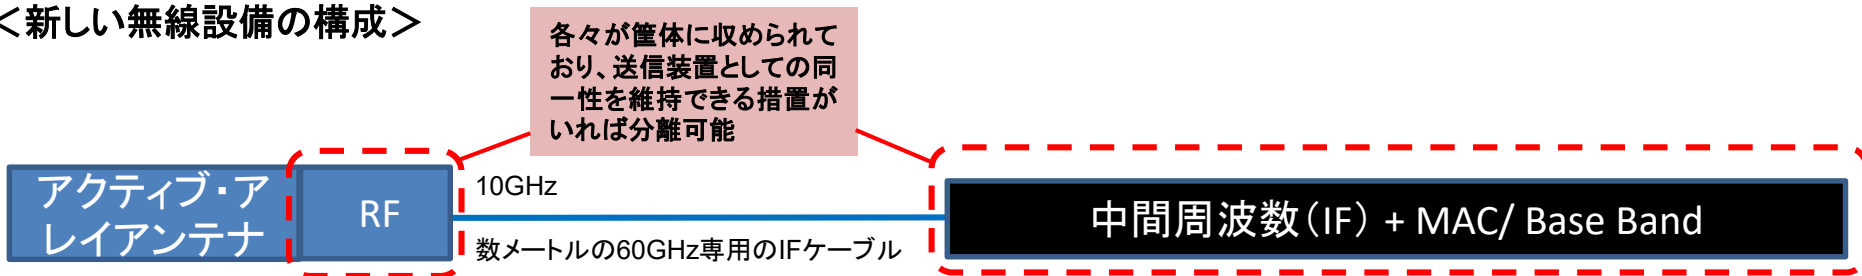 ＜新しい無線設備の構成＞
各々が筐体に収められて
おり、送信装置としての同
一性を維持できる措置が
いれば分離可能
アクティブ・ア
レイアンテナ
RF
10GHz
数メートルの60GHz専用のIFケーブル
中間周波数（IF）+ MAC/ Base Band